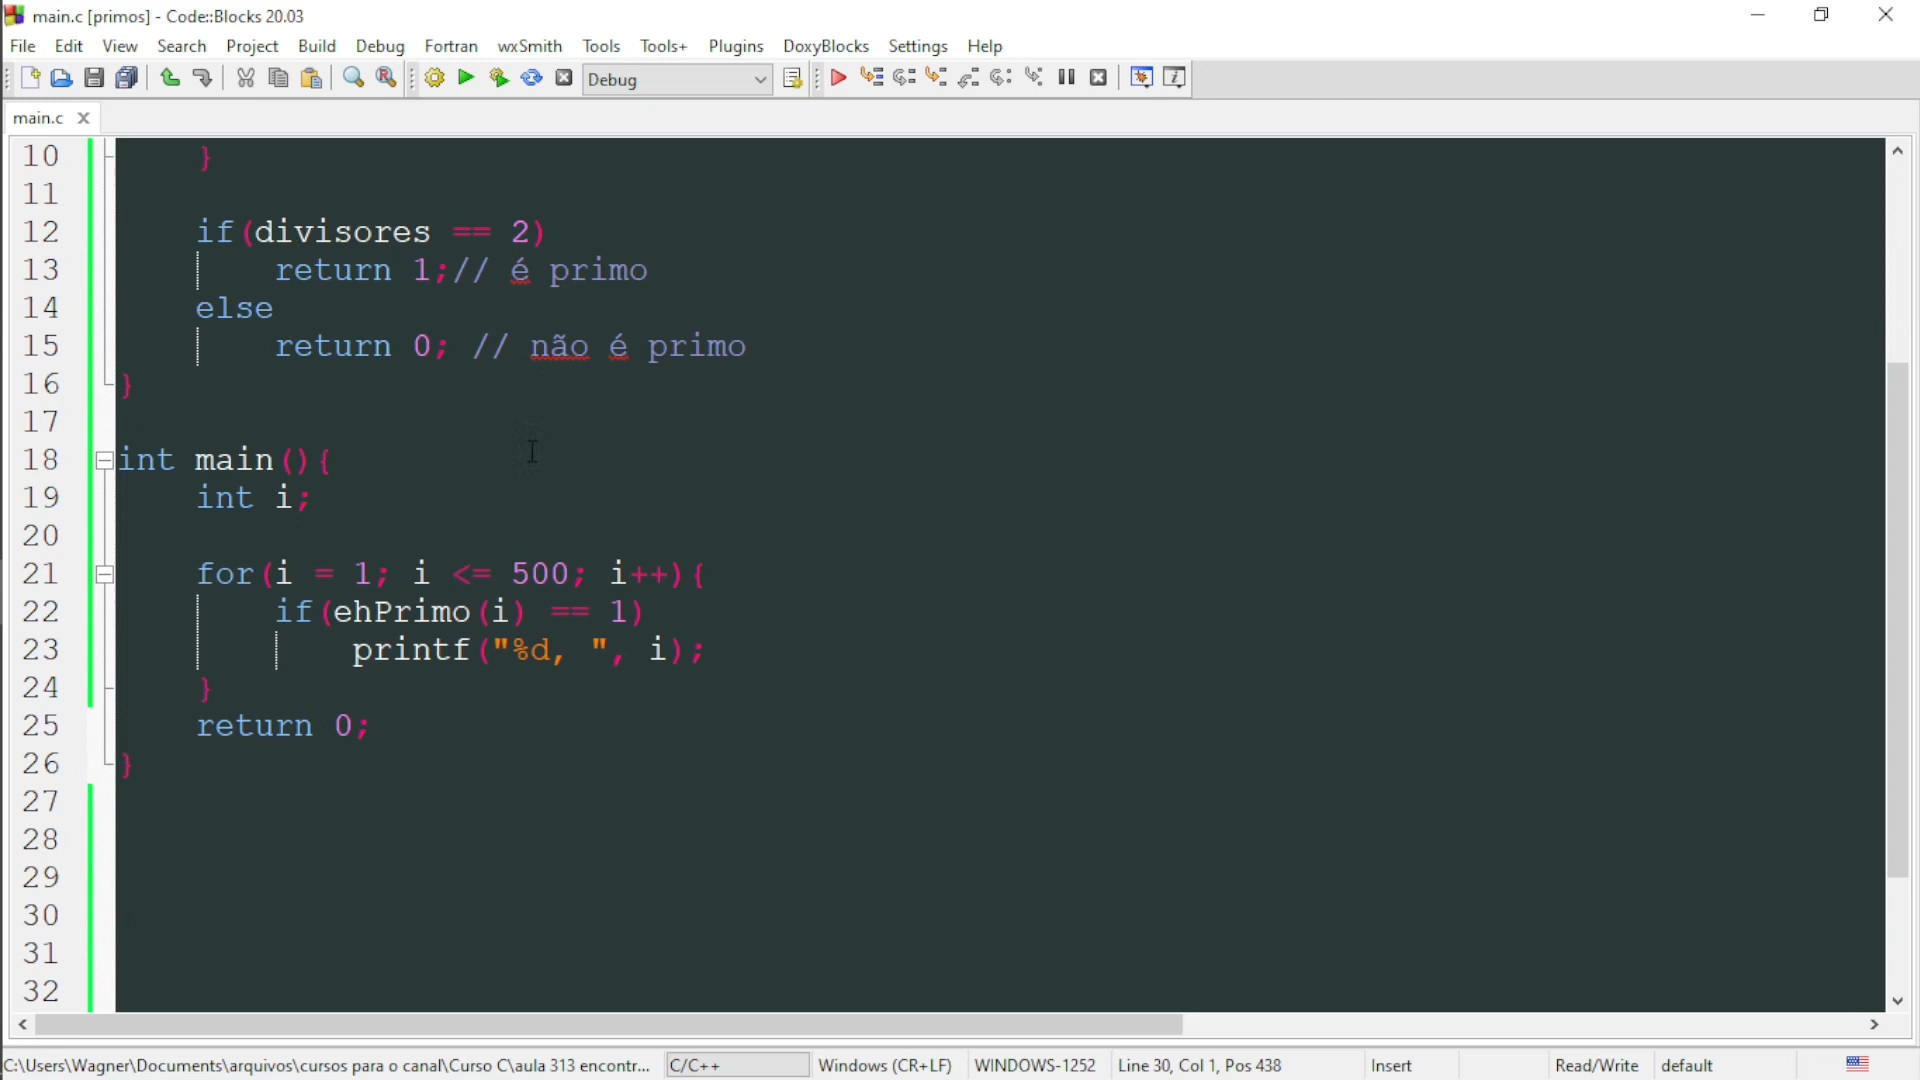 main.c [primos] - Code::Blocks 20.03
File Edit View Search Project Build Debug Fortran wxSmith Tools Tools+ Plugins DoxyBlocks Settings Help
Debug
main.c
10 }
11
12 if(divisores == 2)
13 return 1;// é primo
14 else
15 return 0; // não é primo
16 }
17
18 int main(){
19 int i;
20
21 for(i = 1; i <= 500; i++){
22 if(ehPrimo(i) == 1)
23 printf("%d, ", i);
24 }
25 return 0;
26 }
27
28
29
30
31
32
C:\Users\Wagner\Documents\arquivos\cursos para o canal\Curso C\aula 313 encontr... C/C++ Windows (CR+LF) WINDOWS-1252 Line 30, Col 1, Pos 438 Insert Read/Write default